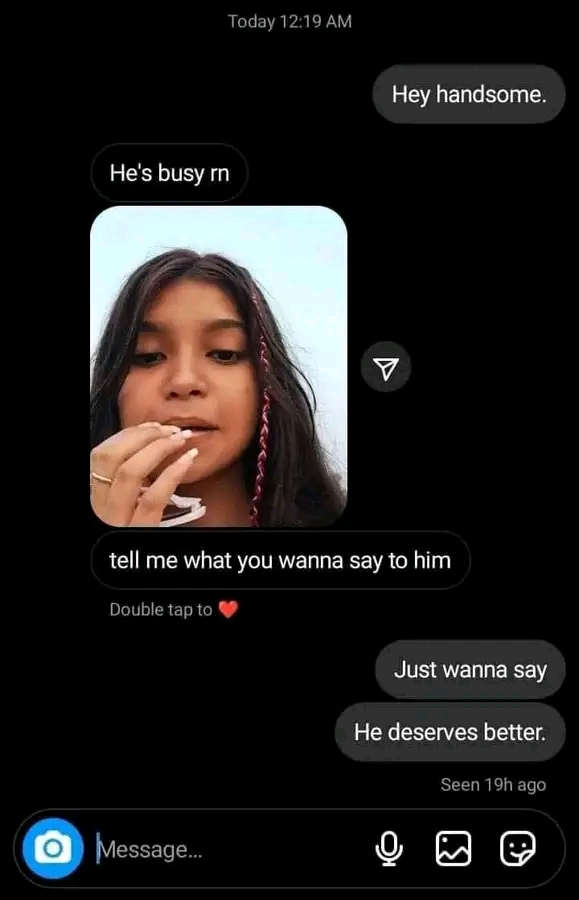 Today 12:19 AM
Hey handsome.
He's busy rn
tell me what you wanna say to him
Double tap to ❤️
Just wanna say
He deserves better.
Seen 19h ago
Message...